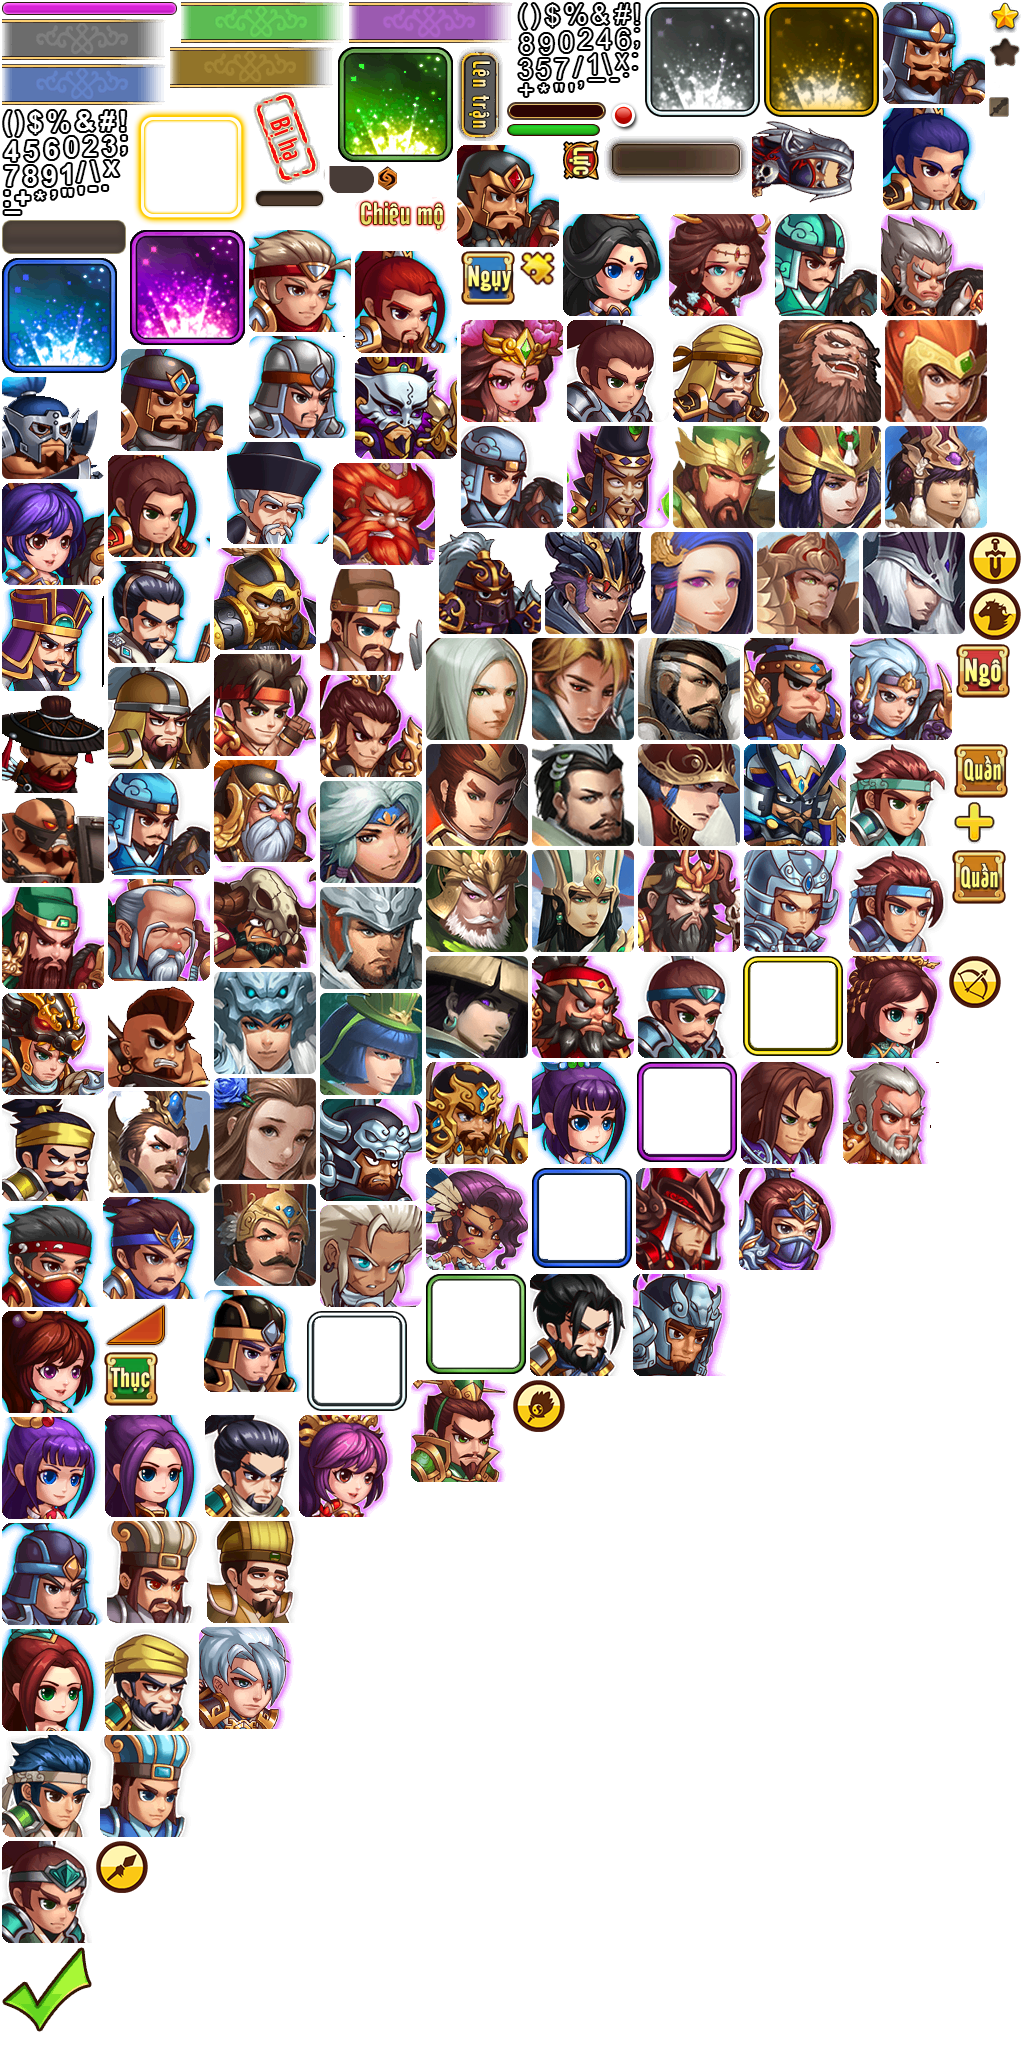 ()$%&#!
890246;
357/1\x:
+*"',-.
Lên trận
()$%&#!
456023;
7891/\x
:+*,"'-.
_
Bị hạ
Lực
Chiêu mộ
Ngụy
Ngô
Quần
Quần
Thục